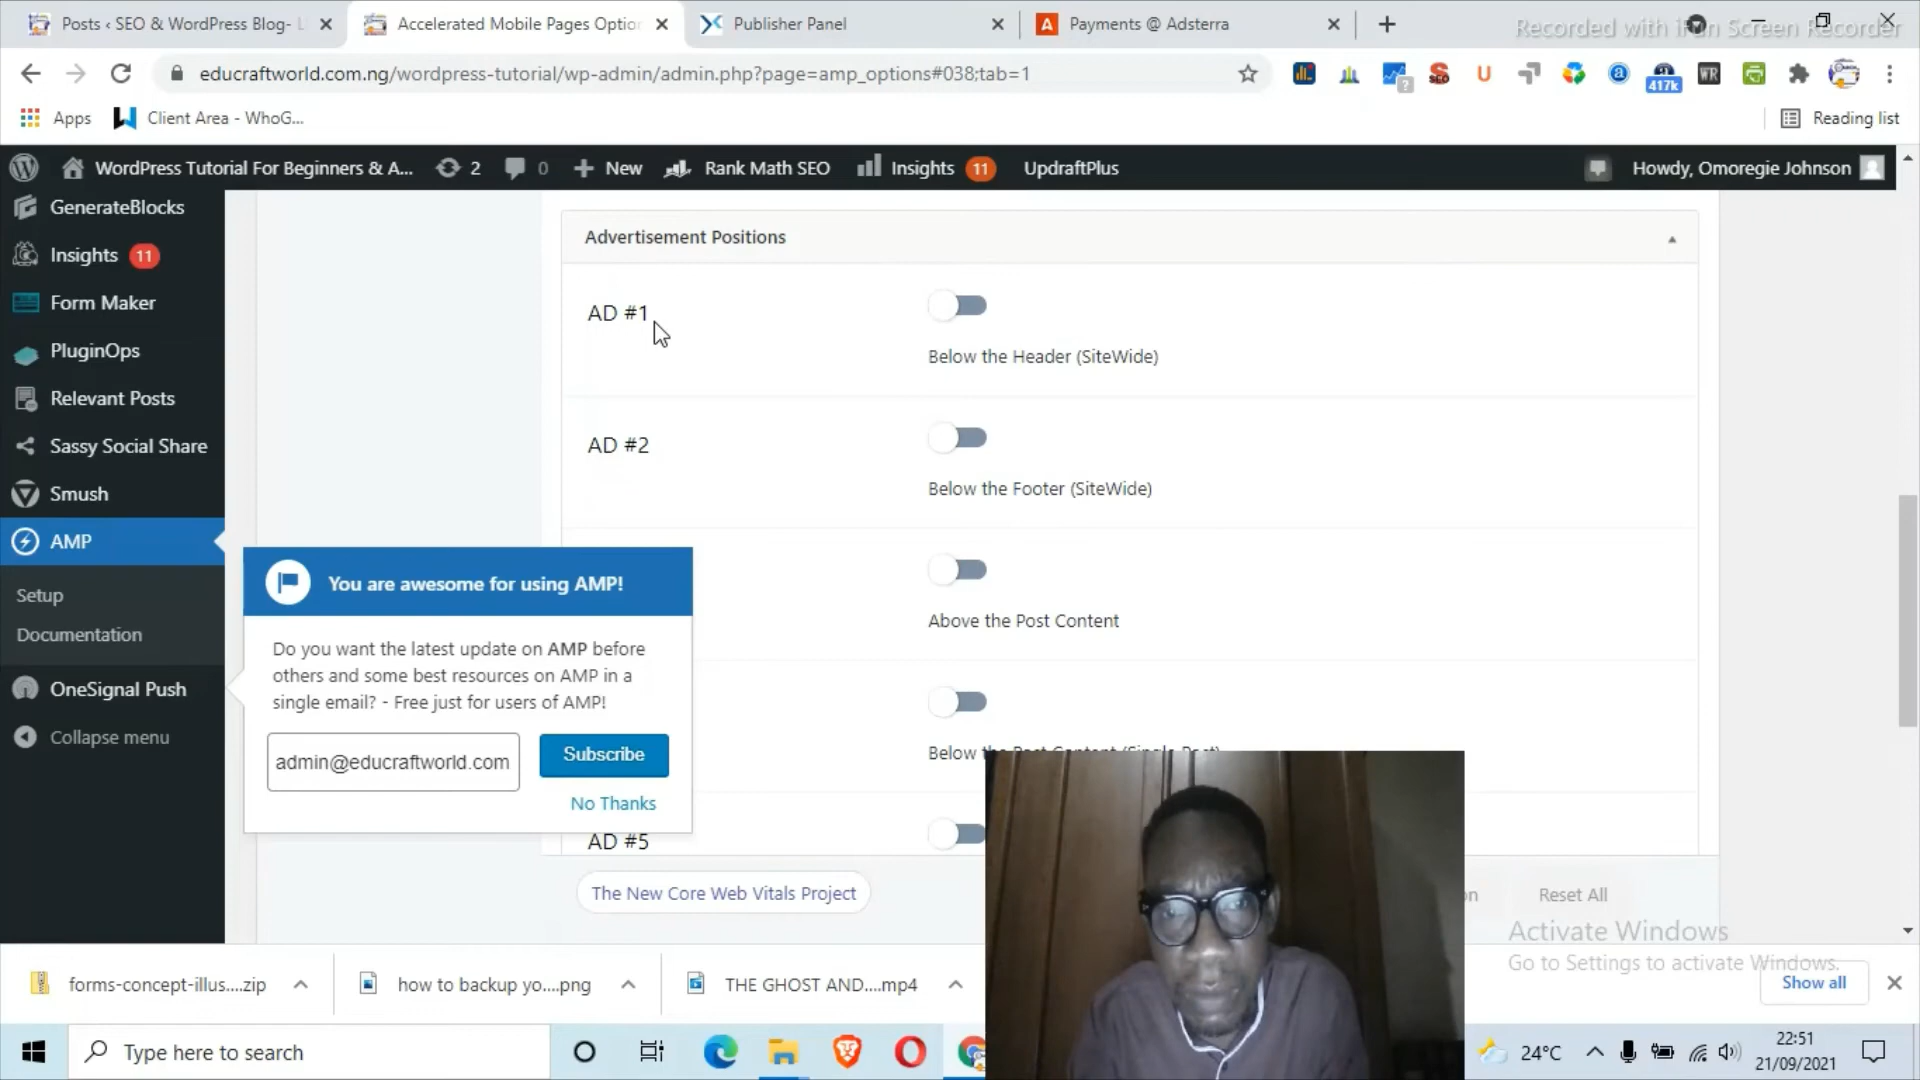 Posts ‹ SEO & WordPress Blog- L
Accelerated Mobile Pages Optio
Publisher Panel
Payments @ Adsterra
Recorded with iFun Screen Recorder
educraftworld.com.ng/wordpress-tutorial/wp-admin/admin.php?page=amp_options#038;tab=1
417k
Apps
Client Area - WhoG...
Reading list
WordPress Tutorial For Beginners & A...
2
0
New
Rank Math SEO
Insights
11
UpdraftPlus
Howdy, Omoregie Johnson
GenerateBlocks
Insights 11
Form Maker
PluginOps
Relevant Posts
Sassy Social Share
Smush
AMP
Setup
Documentation
OneSignal Push
Collapse menu
Advertisement Positions
AD #1
Below the Header (SiteWide)
AD #2
Below the Footer (SiteWide)
Above the Post Content
Below the Post Content (Single Post)
AD #5
You are awesome for using AMP!
Do you want the latest update on AMP before
others and some best resources on AMP in a
single email? - Free just for users of AMP!
admin@educraftworld.com
Subscribe
No Thanks
The New Core Web Vitals Project
Reset All
Activate Windows
Go to Settings to activate Windows.
forms-concept-illus....zip
how to backup yo....png
THE GHOST AND....mp4
Show all
Type here to search
24°C
22:51
21/09/2021